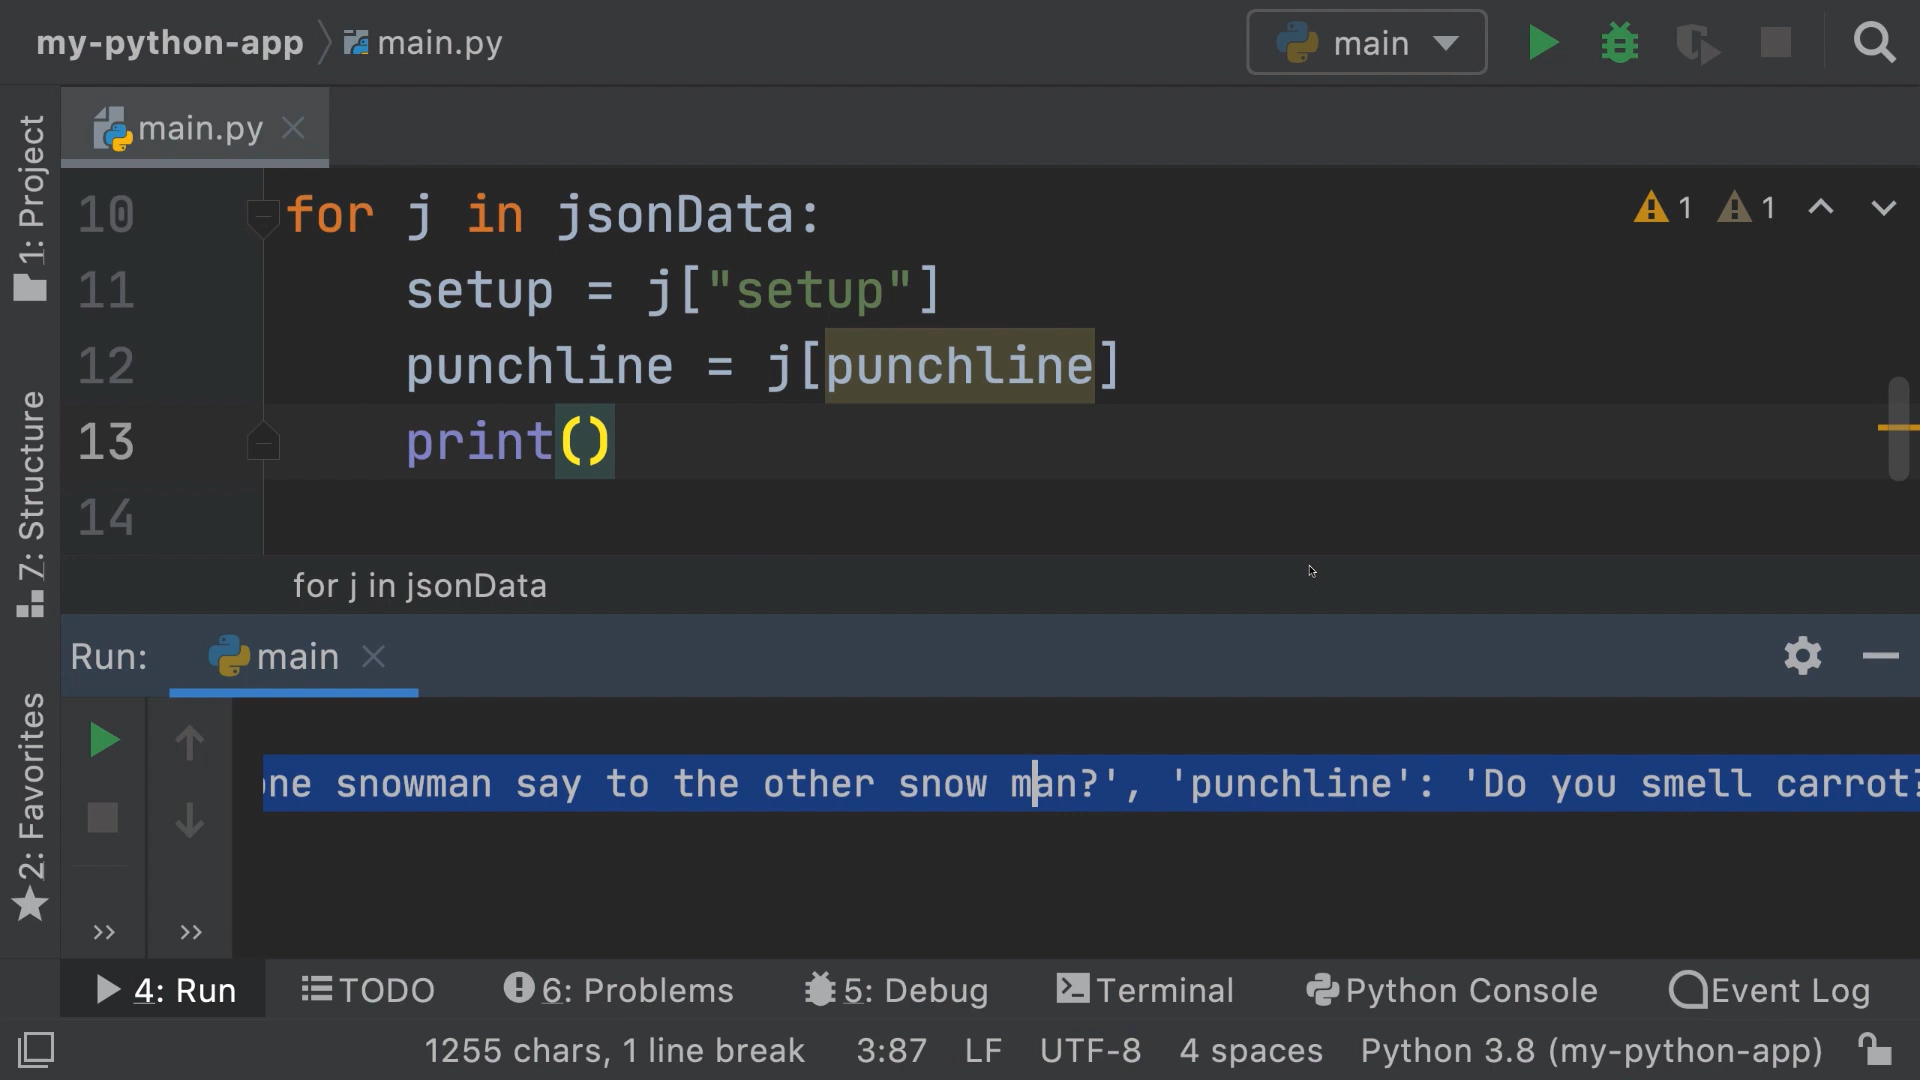 my-python-app main.py
main
main.py
1: Project
7: Structure
2: Favorites
10 for j in jsonData:
11 setup = j["setup"]
12 punchline = j[punchline]
13 print()
14
1 1
for j in jsonData
Run: main
ne snowman say to the other snow man?', 'punchline': 'Do you smell carrot?
4: Run TODO 6: Problems 5: Debug Terminal Python Console Event Log
1255 chars, 1 line break 3:87 LF UTF-8 4 spaces Python 3.8 (my-python-app)